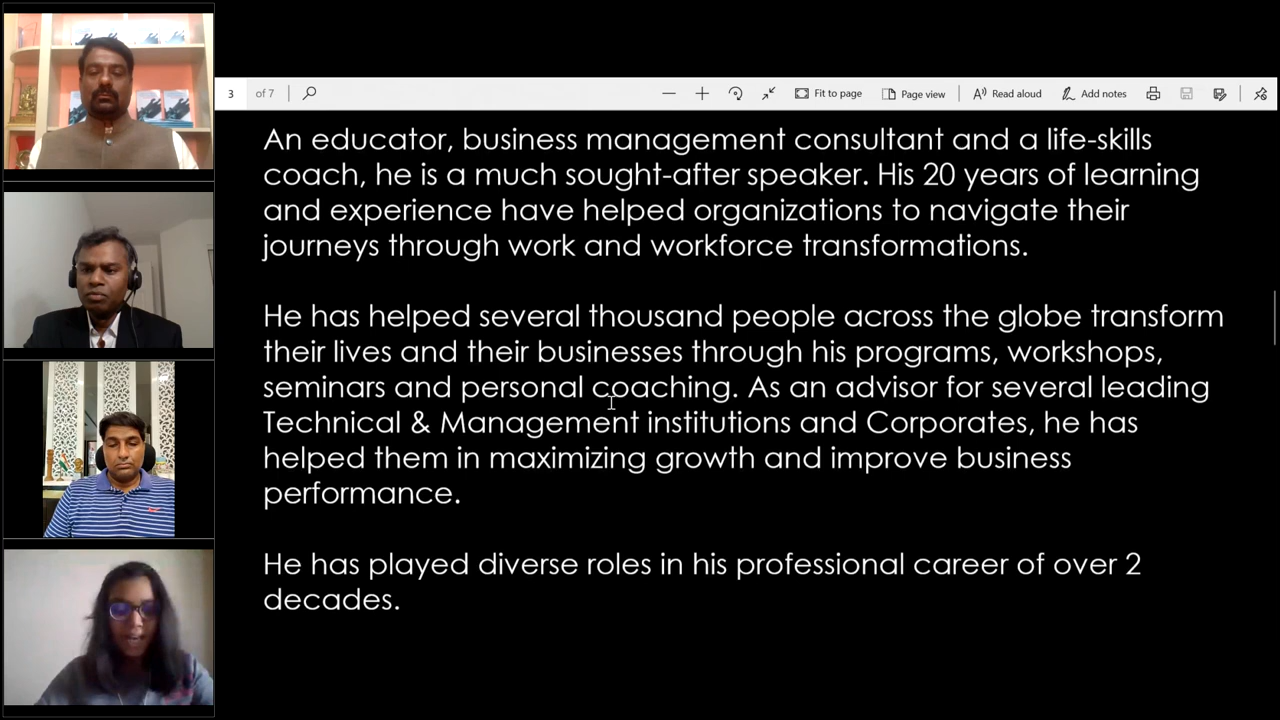 3 of 7 Fit to page Page view Read aloud Add notes
An educator, business management consultant and a life-skills
coach, he is a much sought-after speaker. His 20 years of learning
and experience have helped organizations to navigate their
journeys through work and workforce transformations.
He has helped several thousand people across the globe transform
their lives and their businesses through his programs, workshops,
seminars and personal coaching. As an advisor for several leading
Technical & Management institutions and Corporates, he has
helped them in maximizing growth and improve business
performance.
He has played diverse roles in his professional career of over 2
decades.